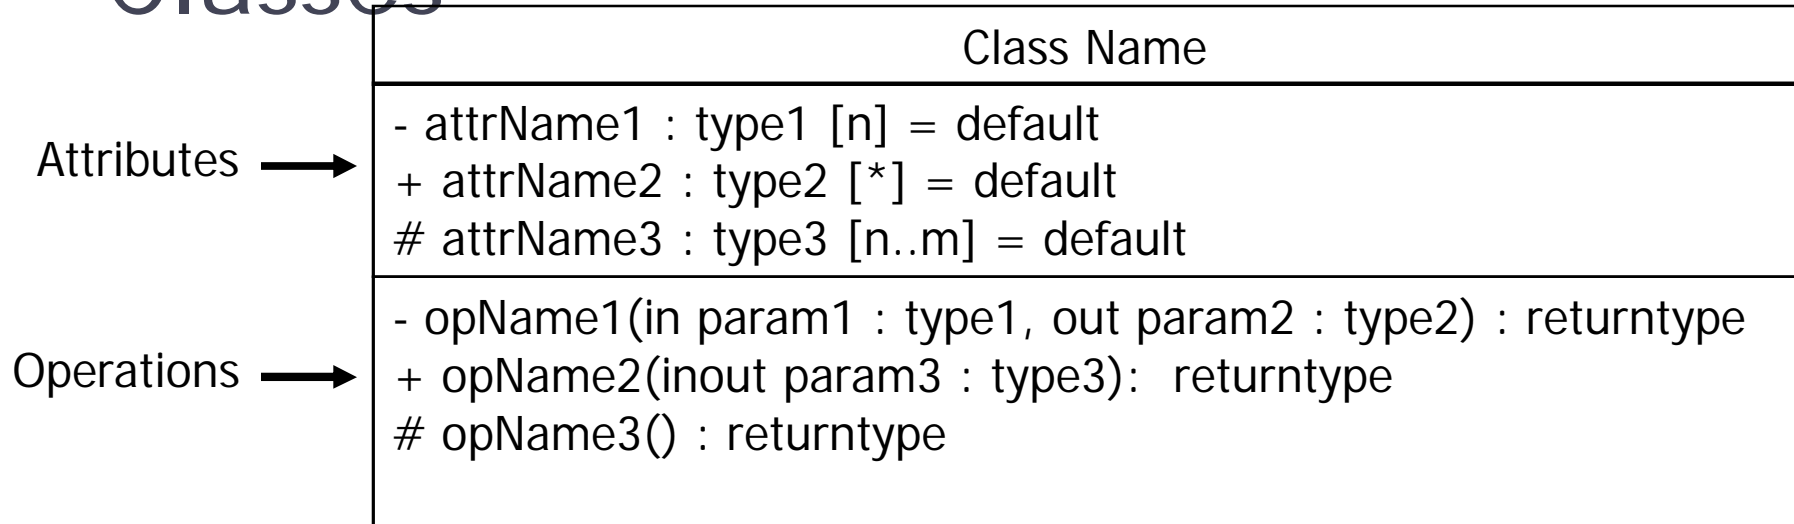 Classes
Class Name
Attributes
- attrName1 : type1 [n] = default
+ attrName2 : type2 [*] = default
# attrName3 : type3 [n..m] = default
Operations
- opName1(in param1 : type1, out param2 : type2) : returntype
+ opName2(inout param3 : type3):  returntype
# opName3() : returntype